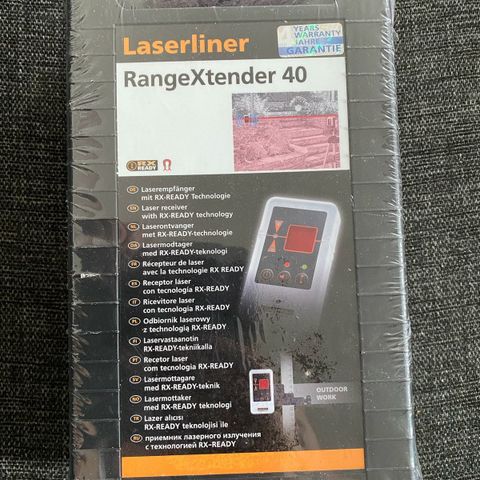 Laserliner
YEARS
WARRANTY
JAHRE
GARANTIE
RangeXtender 40
RX
READY
DE Laserempfänger
mit RX-READY Technologie
EN Laser receiver
with RX-READY technology
NL Laserontvanger
met RX-READY-technologie
DA Lasermodtager
med RX-READY-teknologi
FR Récepteur de laser
avec la technologie RX READY
ES Receptor láser
con tecnología RX-READY
IT Ricevitore laser
con tecnologia RX-READY
PL Odbiornik laserowy
z technologią RX-READY
FI Laservastaanotin
RX-READY-tekniikalla
PT Recetor laser
com tecnologia RX-READY
SV Lasermottagare
med RX-READY-teknik
NO Lasermottaker
med RX-READY teknologi
TR Lazer alıcısı
RX-READY teknolojisi ile
RU приемник лазерного излучения
с технологией RX-READY
OUTDOOR
WORK